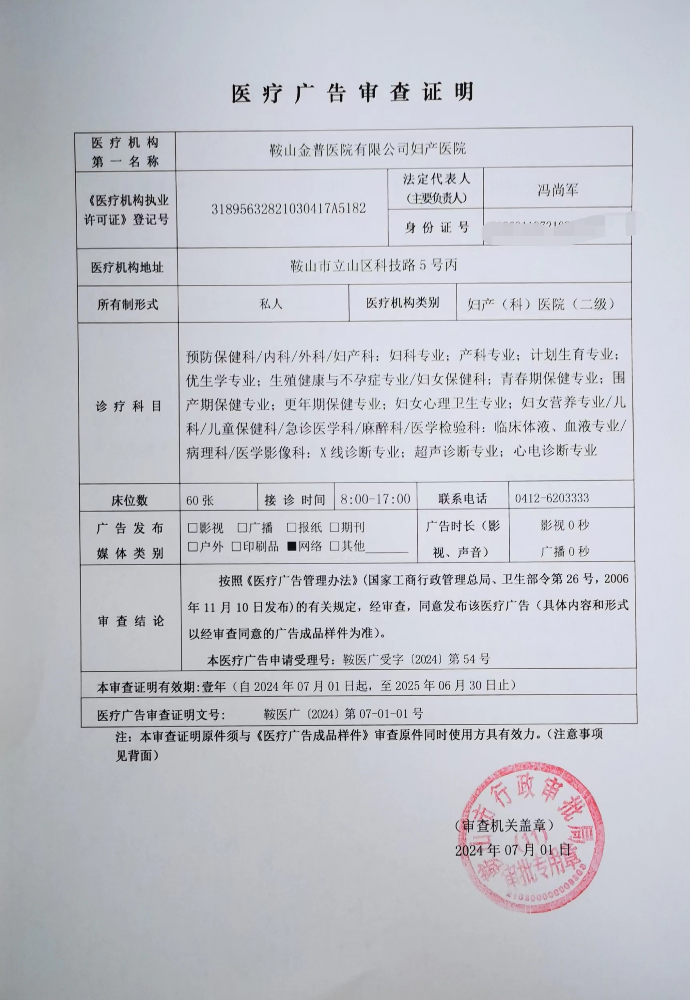 医疗广告审查证明
医疗机构
第一名称
鞍山金普医院有限公司妇产医院
《医疗机构执业
许可证》登记号
31895632821030417A5182
法定代表人
（主要负责人）
冯尚军
身份证号
医疗机构地址
鞍山市立山区科技路5号丙
所有制形式
私人
医疗机构类别
妇产（科）医院（二级）
诊疗科目
预防保健科/内科/外科/妇产科：妇科专业；产科专业；计划生育专业；
优生学专业；生殖健康与不孕症专业/妇女保健科；青春期保健专业；围
产期保健专业；更年期保健专业；妇女心理卫生专业；妇女营养专业/儿
科/儿童保健科/急诊医学科/麻醉科/医学检验科：临床体液、血液专业/
病理科/医学影像科：X线诊断专业；超声诊断专业；心电诊断专业
床位数
60张
接诊时间
8:00-17:00
联系电话
0412-6203333
广告发布
媒体类别
□影视 □广播 □报纸 □期刊
□户外 □印刷品 ■网络 □其他______
广告时长（影
视、声音）
影视0秒
广播0秒
审查结论
按照《医疗广告管理办法》(国家工商行政管理总局、卫生部令第26号，2006
年11月10日发布)的有关规定，经审查，同意发布该医疗广告（具体内容和形式
以经审查同意的广告成品样件为准）。
本医疗广告申请受理号：鞍医广受字〔2024〕第54号
本审查证明有效期:壹年（自2024年07月01日起，至2025年06月30日止）
医疗广告审查证明文号： 鞍医广〔2024〕第07-01-01号
注：本审查证明原件须与《医疗广告成品样件》审查原件同时使用方具有效力。（注意事项
见背面）
鞍山市行政审批局
（审查机关盖章）
(11)
2024年07月01日
审批专用章